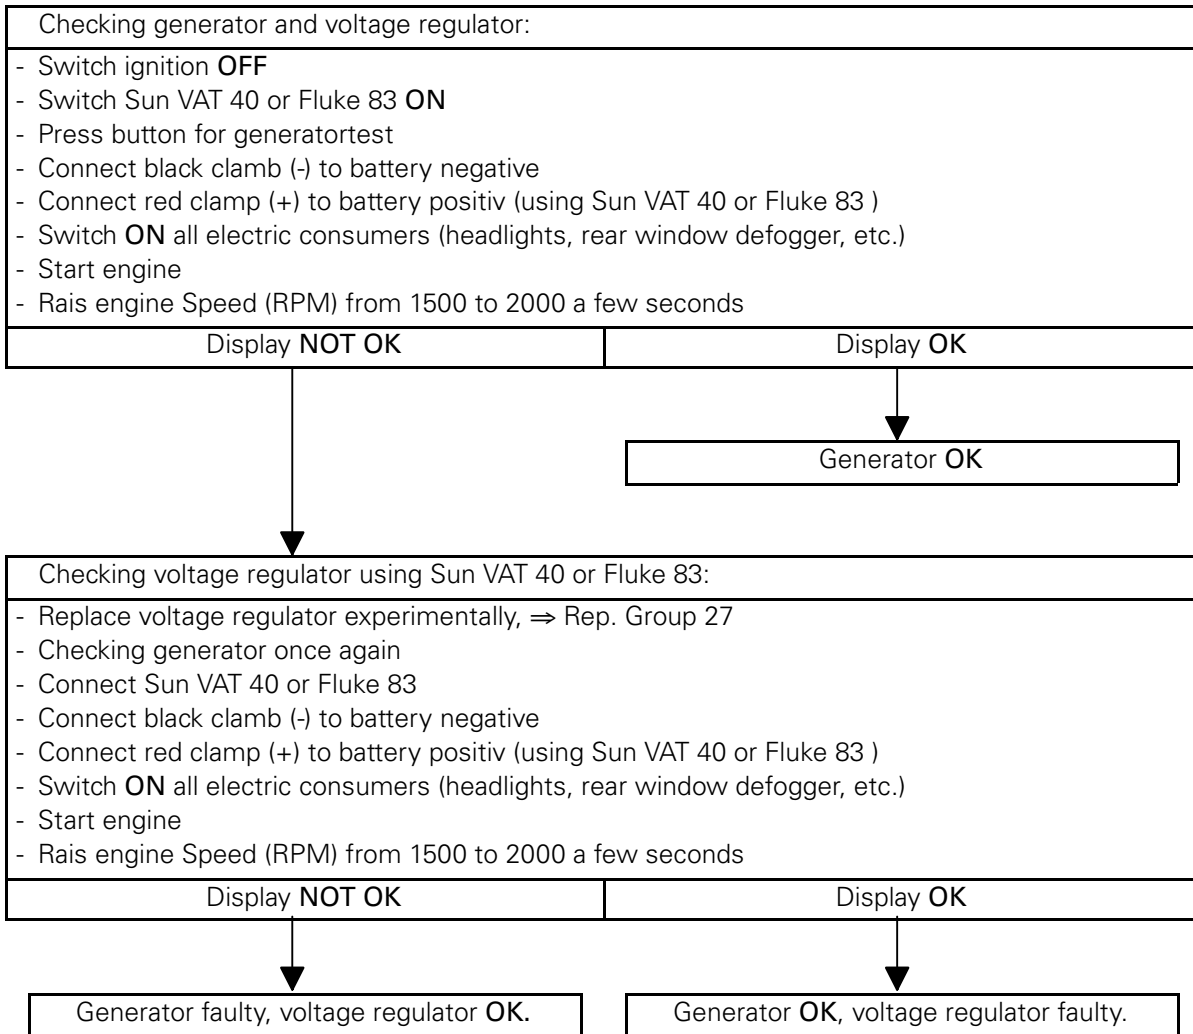 Checking generator and voltage regulator:
- Switch ignition OFF
- Switch Sun VAT 40 or Fluke 83 ON
- Press button for generatortest
- Connect black clamb (-) to battery negative
- Connect red clamp (+) to battery positiv (using Sun VAT 40 or Fluke 83 )
- Switch ON all electric consumers (headlights, rear window defogger, etc.)
- Start engine
- Rais engine Speed (RPM) from 1500 to 2000 a few seconds
Display NOT OK
Display OK
Generator OK
Checking voltage regulator using Sun VAT 40 or Fluke 83:
- Replace voltage regulator experimentally, ⇒ Rep. Group 27
- Checking generator once again
- Connect Sun VAT 40 or Fluke 83
- Connect black clamb (-) to battery negative
- Connect red clamp (+) to battery positiv (using Sun VAT 40 or Fluke 83 )
- Switch ON all electric consumers (headlights, rear window defogger, etc.)
- Start engine
- Rais engine Speed (RPM) from 1500 to 2000 a few seconds
Display NOT OK
Display OK
Generator faulty, voltage regulator OK.
Generator OK, voltage regulator faulty.